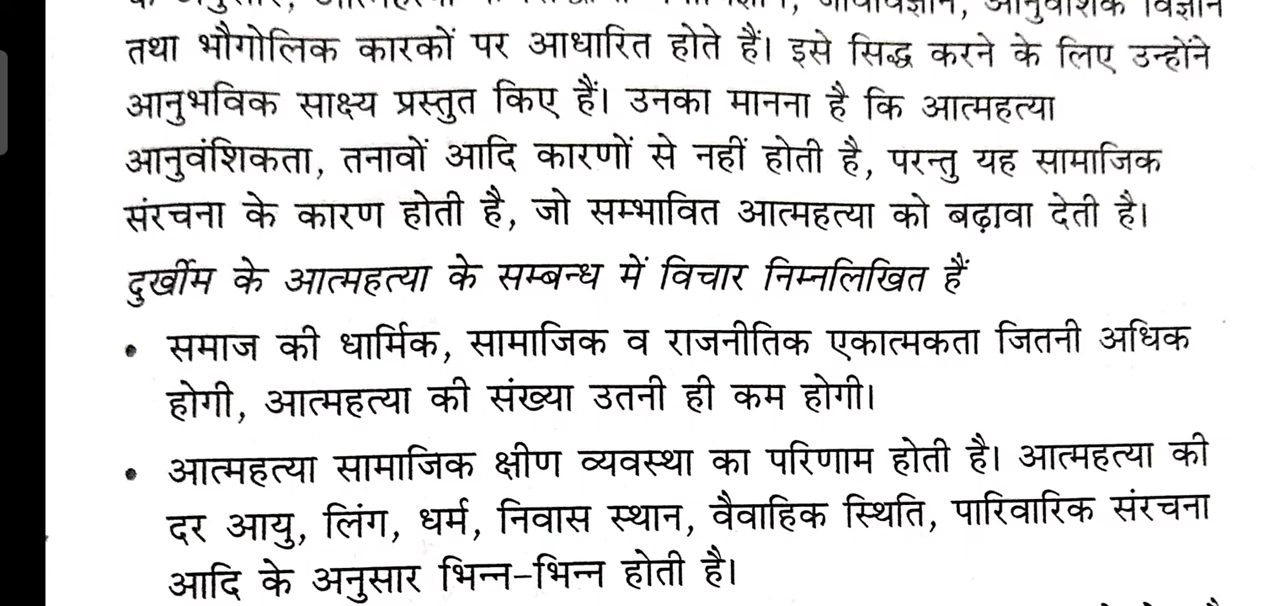 तथा भौगोलिक कारकों पर आधारित होते हैं। इसे सिद्ध करने के लिए उन्होंने
आनुभविक साक्ष्य प्रस्तुत किए हैं। उनका मानना है कि आत्महत्या
आनुवंशिकता, तनावों आदि कारणों से नहीं होती है, परन्तु यह सामाजिक
संरचना के कारण होती है, जो सम्भावित आत्महत्या को बढ़ावा देती है।
दुर्खीम के आत्महत्या के सम्बन्ध में विचार निम्नलिखित हैं
• समाज की धार्मिक, सामाजिक व राजनीतिक एकात्मकता जितनी अधिक
होगी, आत्महत्या की संख्या उतनी ही कम होगी।
• आत्महत्या सामाजिक क्षीण व्यवस्था का परिणाम होती है। आत्महत्या की
दर आयु, लिंग, धर्म, निवास स्थान, वैवाहिक स्थिति, पारिवारिक संरचना
आदि के अनुसार भिन्न-भिन्न होती है।